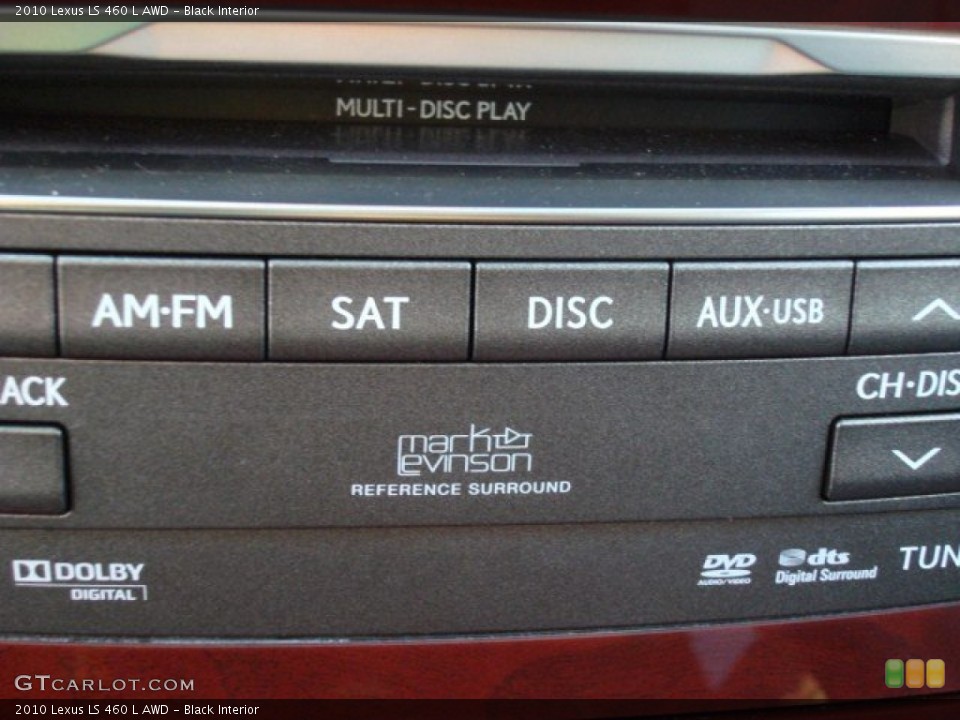 2010 Lexus LS 460 L AWD - Black Interior
MULTI-DISC PLAY
AM·FM SAT DISC AUX·USB
ACK CH·DIS
mark levinson
REFERENCE SURROUND
DOLBY DIGITAL
DVD AUDIO/VIDEO
dts Digital Surround
TUN
GTCARLOT.COM
2010 Lexus LS 460 L AWD - Black Interior